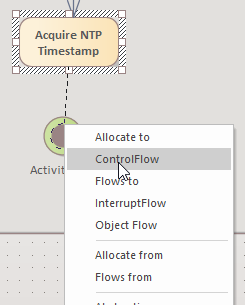 Acquire NTP
Timestamp
Activit
Allocate to
ControlFlow
Flows to
InterruptFlow
Object Flow
Allocate from
Flows from